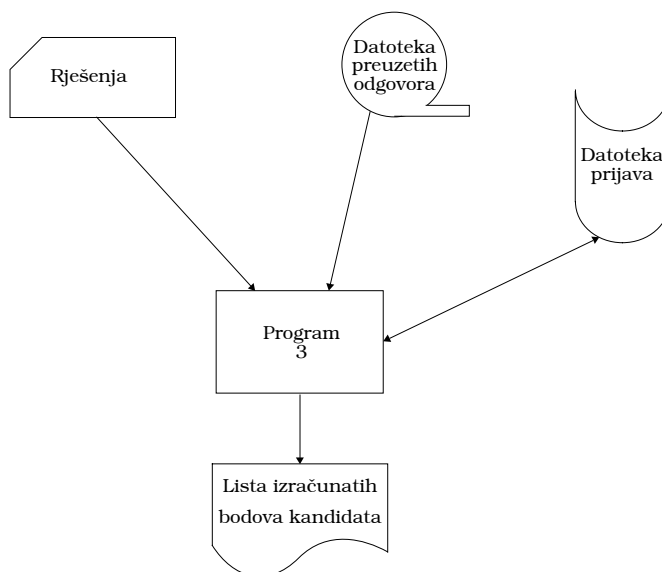 Rješenja
Datoteka
preuzetih
odgovora
Datoteka
prijava
Program
3
Lista izračunatih
bodova kandidata